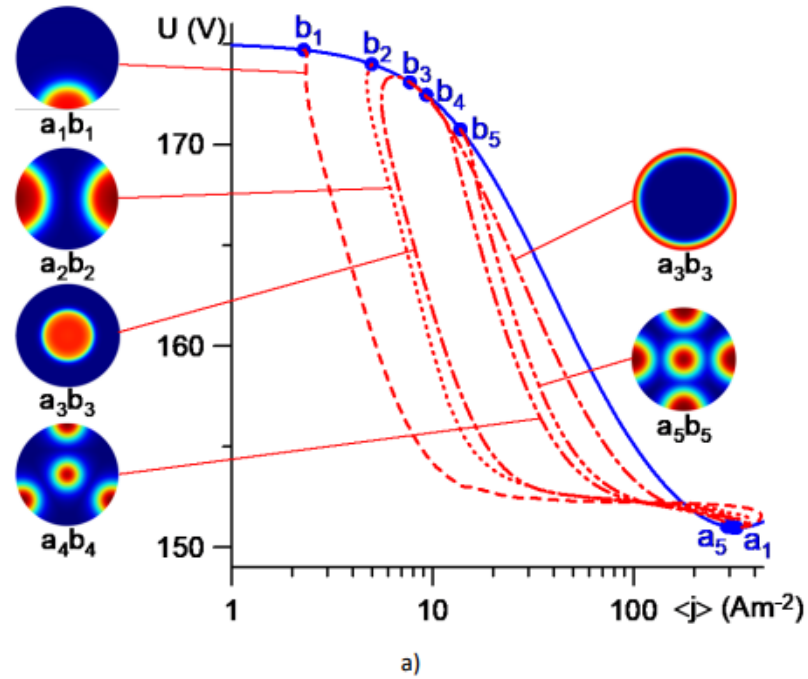 U (V)
b₁
b₂
b₃
b₄
b₅
a₁b₁
170
a₂b₂
a₃b₃
a₃b₃
160
a₅b₅
a₄b₄
150
a₅ a₁
1 10 100 <j> (Am⁻²)
a)